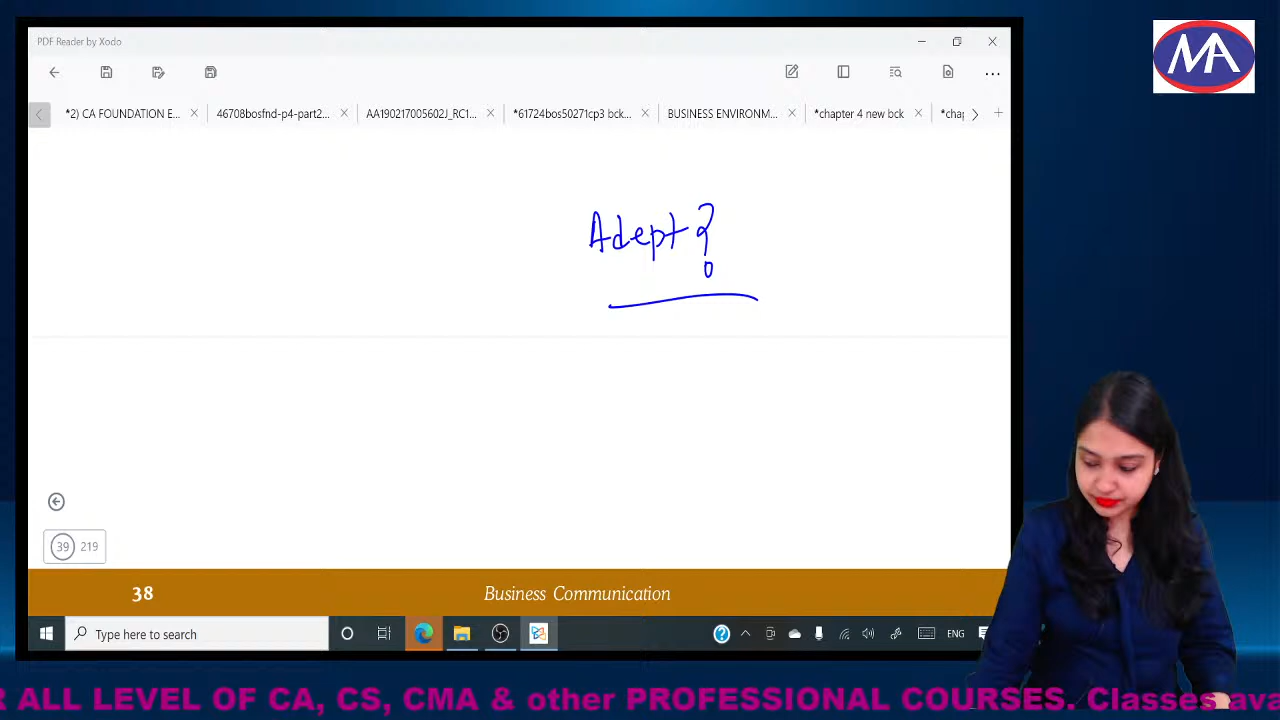 PDF Reader by Xodo
MA
*2) CA FOUNDATION E...
46708bosfnd-p4-part2...
AA190217005602J_RC1...
*61724bos50271cp3 bck...
BUSINESS ENVIRONM...
*chapter 4 new bck
*chap
Adept?
39 219
38
Business Communication
Type here to search
ENG
R ALL LEVEL OF CA, CS, CMA & other PROFESSIONAL COURSES. Classes ava